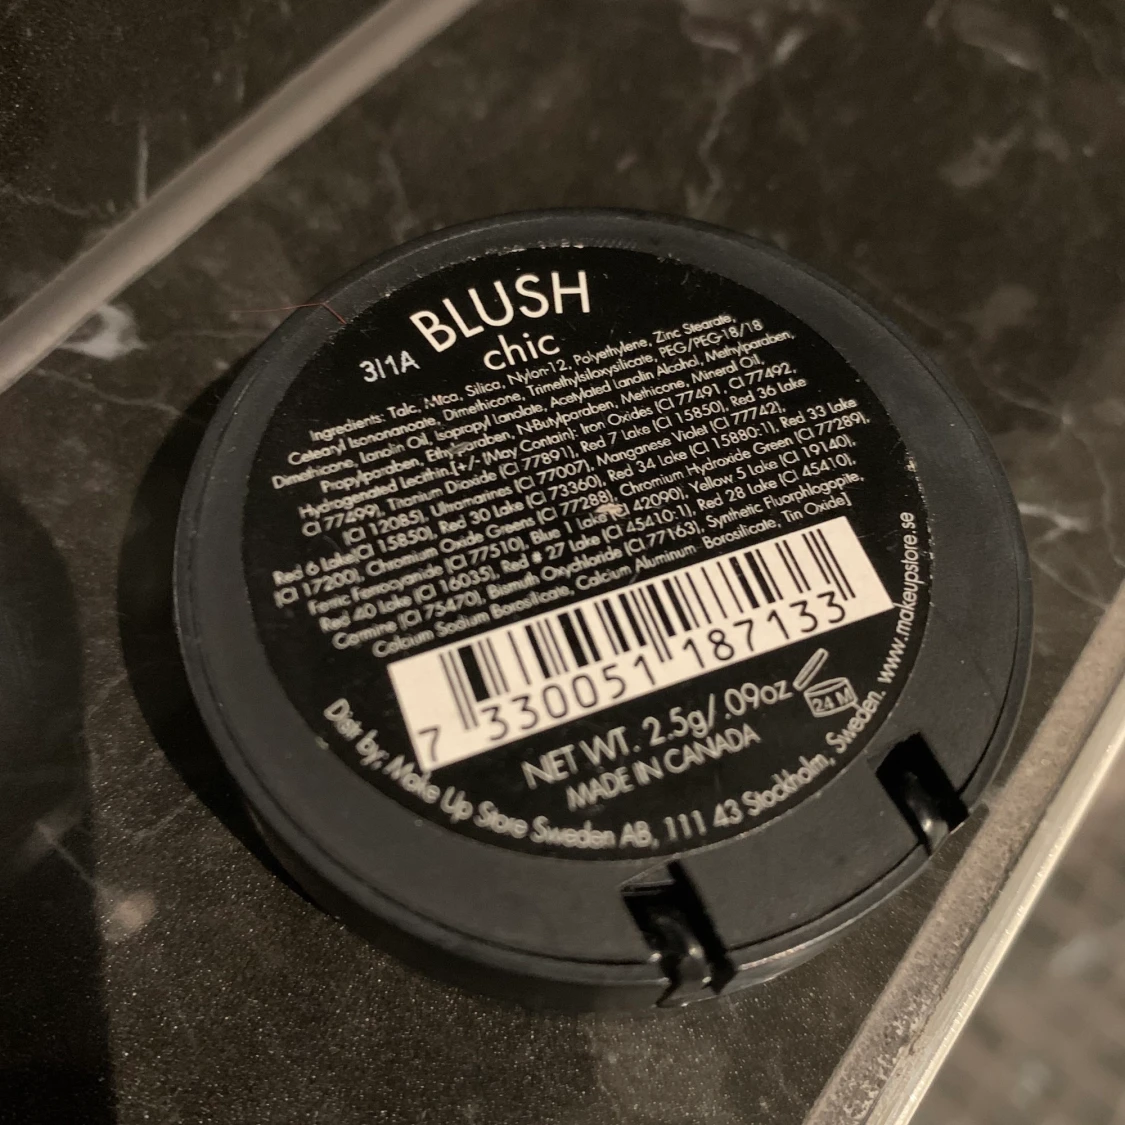 BLUSH
3/1A chic
Ingredients: Talc, Mica, Silica, Nylon-12, Polyethylene, Zinc Stearate,
Cetearyl Isononanoate, Dimethicone, Trimethylsiloxysilicate, PEG/PEG-18/18
Dimethicone, Lanolin Oil, Isopropyl Lanolate, Acetylated Lanolin Alcohol, Methylparaben,
Propylparaben, Ethylparaben, N-Butylparaben, Methicone, Mineral Oil,
Hydrogenated Lecithin.[+/- (May Contain): Iron Oxides (CI 77491, CI 77492,
CI 77499), Titanium Dioxide (CI 77891), Red 7 Lake (CI 15850), Red 36 Lake
(CI 12085), Ultramarines (CI 77007), Manganese Violet (CI 77742),
Red 6 Lake(CI 15850), Red 30 Lake (CI 73360), Red 34 Lake (CI 15880:1), Red 33 Lake
(CI 17200), Chromium Oxide Greens (CI 77288), Chromium Hydroxide Green (CI 77289),
Ferric Ferrocyanide (CI 77510), Blue 1 Lake (CI 42090), Yellow 5 Lake (CI 19140),
Red 40 Lake (CI 16035), Red # 27 Lake (CI 45410:1), Red 28 Lake (CI 45410),
Carmine (CI 75470), Bismuth Oxychloride (CI 77163), Synthetic Fluorphlogopite,
Calcium Sodium Borosilicate, Calcium Aluminum Borosilicate, Tin Oxide]
7 330051 187133
NET WT. 2.5g/.09oz
24 M
MADE IN CANADA
Distr by: Make Up Store Sweden AB, 111 43 Stockholm, Sweden. www.makeupstore.se